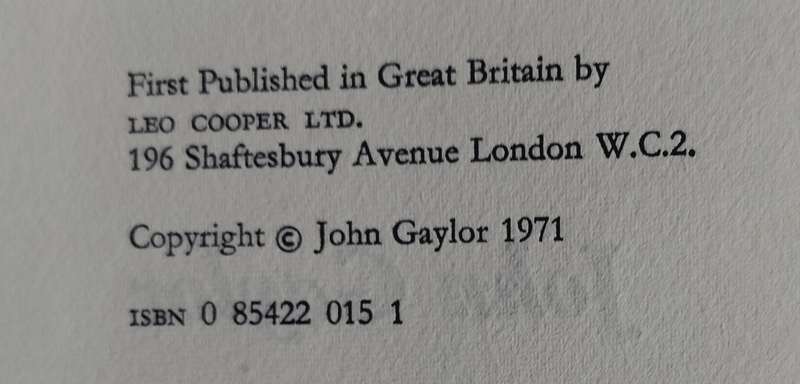 First Published in Great Britain by
LEO COOPER LTD.
196 Shaftesbury Avenue London W.C.2.
Copyright © John Gaylor 1971
ISBN 0 85422 015 1